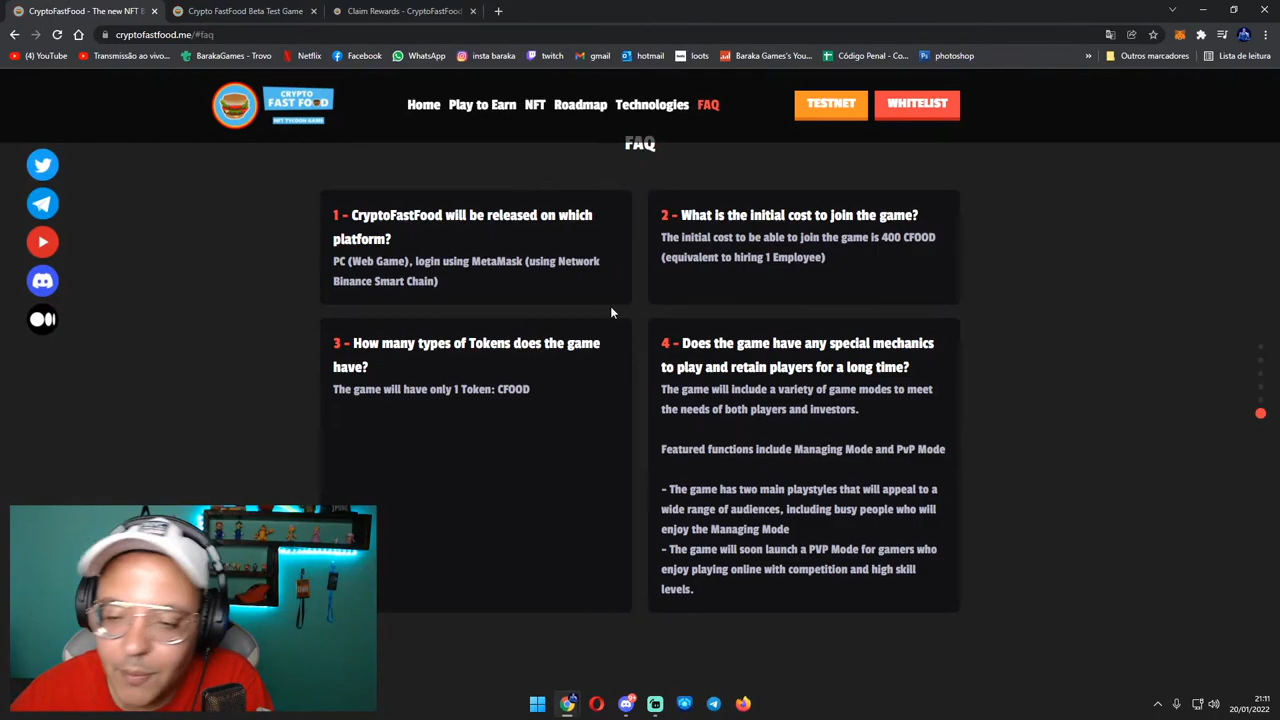 CryptoFastFood - The new NFT B
Crypto FastFood Beta Test Game
Claim Rewards - CryptoFastFood
cryptofastfood.me/#faq
(4) YouTube
Transmissão ao vivo...
BarakaGames - Trovo
Netflix
Facebook
WhatsApp
insta baraka
twitch
gmail
hotmail
loots
Baraka Games's You...
Código Penal - Co...
photoshop
»
Outros marcadores
Lista de leitura
CRYPTO
FAST FOOD
NFT TYCOON GAME
Home
Play to Earn
NFT
Roadmap
Technologies
FAQ
TESTNET
WHITELIST
FAQ
1 - CryptoFastFood will be released on which
platform?
PC (Web Game), login using MetaMask (using Network
Binance Smart Chain)
2 - What is the initial cost to join the game?
The initial cost to be able to join the game is 400 CFOOD
(equivalent to hiring 1 Employee)
3 - How many types of Tokens does the game
have?
The game will have only 1 Token: CFOOD
4 - Does the game have any special mechanics
to play and retain players for a long time?
The game will include a variety of game modes to meet
the needs of both players and investors.
Featured functions include Managing Mode and PvP Mode
- The game has two main playstyles that will appeal to a
wide range of audiences, including busy people who will
enjoy the Managing Mode
- The game will soon launch a PVP Mode for gamers who
enjoy playing online with competition and high skill
levels.
21:11
20/01/2022